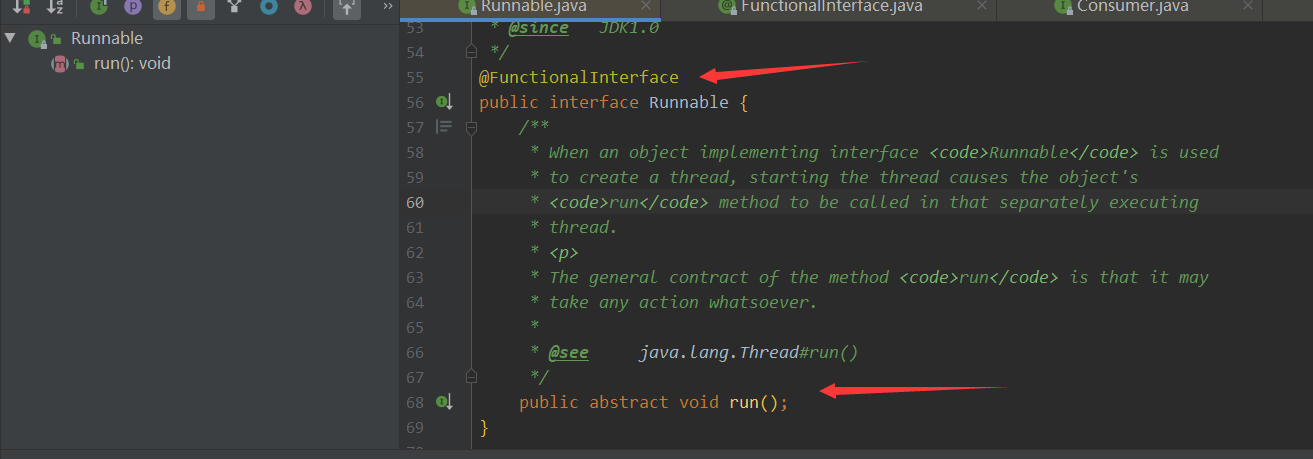 Runnable.java
FunctionalInterface.java
Consumer.java
Runnable
run(): void
53 * @since JDK1.0
54 */
55 @FunctionalInterface
56 public interface Runnable {
57 /**
58 * When an object implementing interface <code>Runnable</code> is used
59 * to create a thread, starting the thread causes the object's
60 * <code>run</code> method to be called in that separately executing
61 * thread.
62 * <p>
63 * The general contract of the method <code>run</code> is that it may
64 * take any action whatsoever.
65 *
66 * @see java.lang.Thread#run()
67 */
68 public abstract void run();
69 }